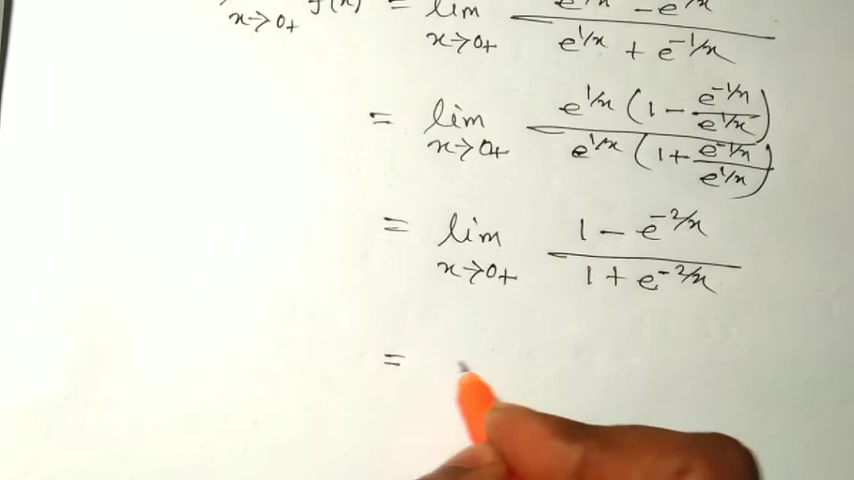 lim x→0+ f(x) = lim x→0+ (e^{1/x} - e^{-1/x}) / (e^{1/x} + e^{-1/x})
= lim x→0+ e^{1/x} (1 - e^{-1/x}/e^{1/x}) / e^{1/x} (1 + e^{-1/x}/e^{1/x})
= lim x→0+ (1 - e^{-2/x}) / (1 + e^{-2/x})
=